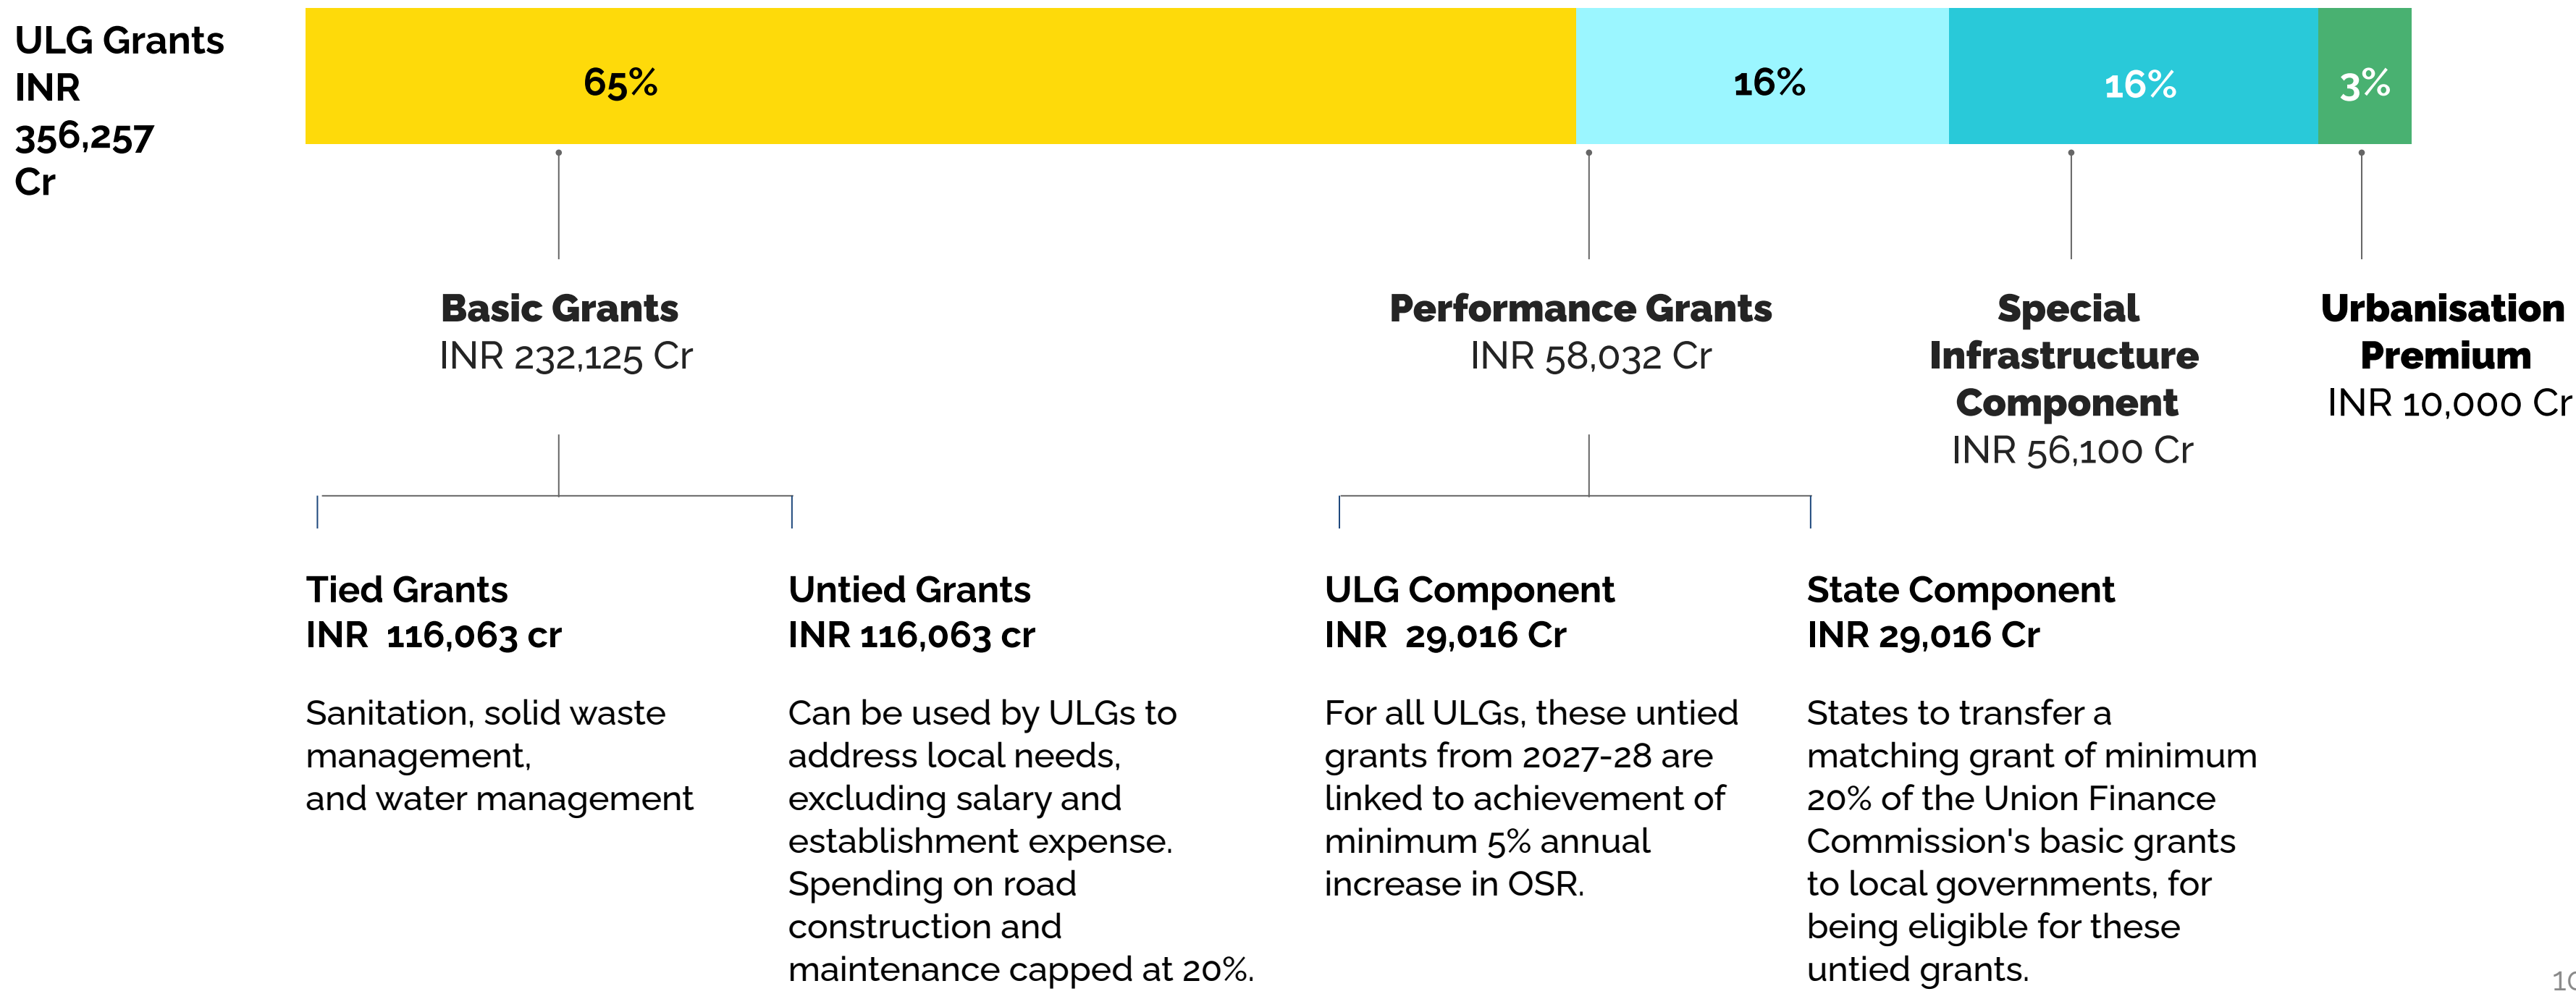 ULG Grants
INR
356,257
Cr
65%
16%
16%
3%
Basic Grants
INR 232,125 Cr
Performance Grants
INR 58,032 Cr
Special
Infrastructure
Component
INR 56,100 Cr
Urbanisation
Premium
INR 10,000 Cr
Tied Grants
INR 116,063 cr
Sanitation, solid waste
management,
and water management
Untied Grants
INR 116,063 cr
Can be used by ULGs to
address local needs,
excluding salary and
establishment expense.
Spending on road
construction and
maintenance capped at 20%.
ULG Component
INR 29,016 Cr
For all ULGs, these untied
grants from 2027-28 are
linked to achievement of
minimum 5% annual
increase in OSR.
State Component
INR 29,016 Cr
States to transfer a
matching grant of minimum
20% of the Union Finance
Commission's basic grants
to local governments, for
being eligible for these
untied grants.